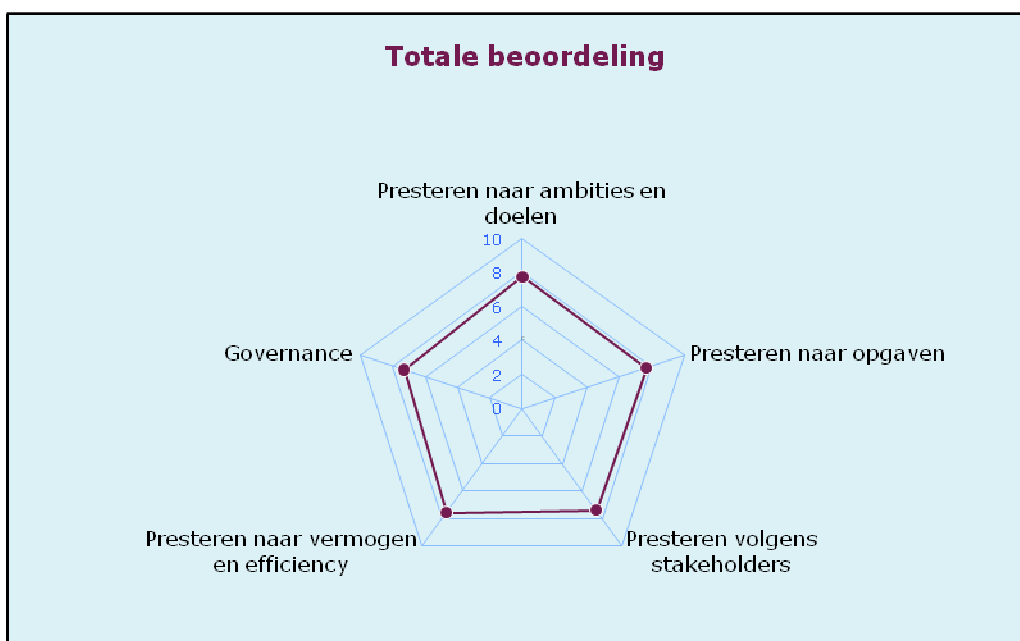 Totale beoordeling
Presteren naar ambities en
doelen
10
8
6
4
2
0
Governance
Presteren naar opgaven
Presteren naar vermogen
en efficiency
Presteren volgens
stakeholders